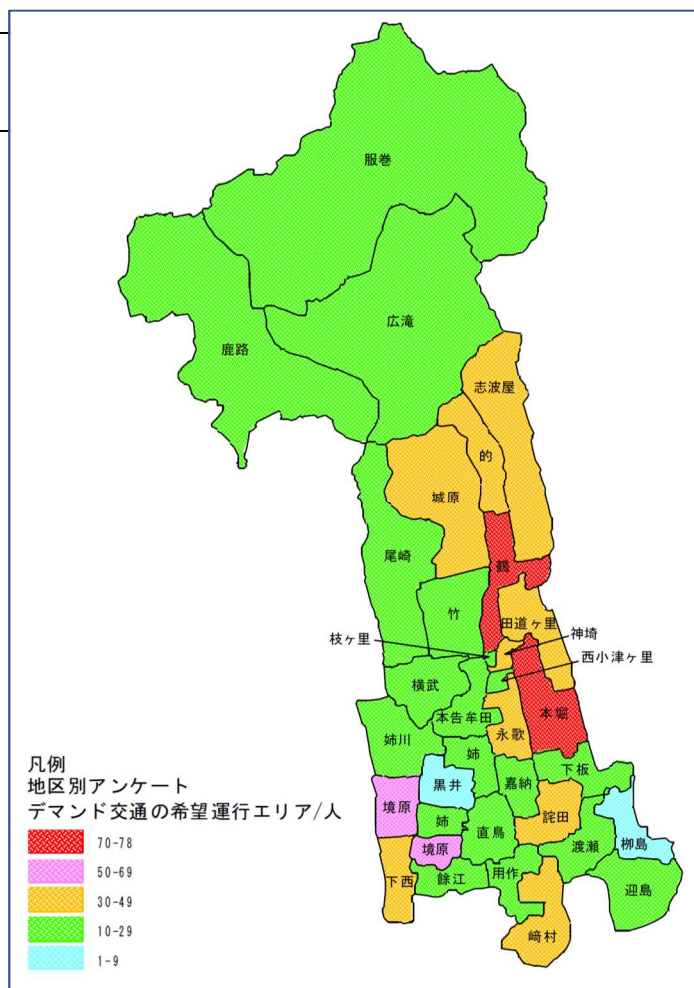 服巻
広滝
鹿路
志波屋
的
城原
尾崎
鶴
竹
田道ヶ里
枝ヶ里
神埼
西小津ヶ里
横武
本堀
本告牟田
永歌
姉川
姉
下板
黒井
嘉納
境原
詫田
姉
直鳥
渡瀬
柳島
境原
下西
餘江
用作
迎島
﨑村
凡例
地区別アンケート
デマンド交通の希望運行エリア/人
70-78
50-69
30-49
10-29
1-9